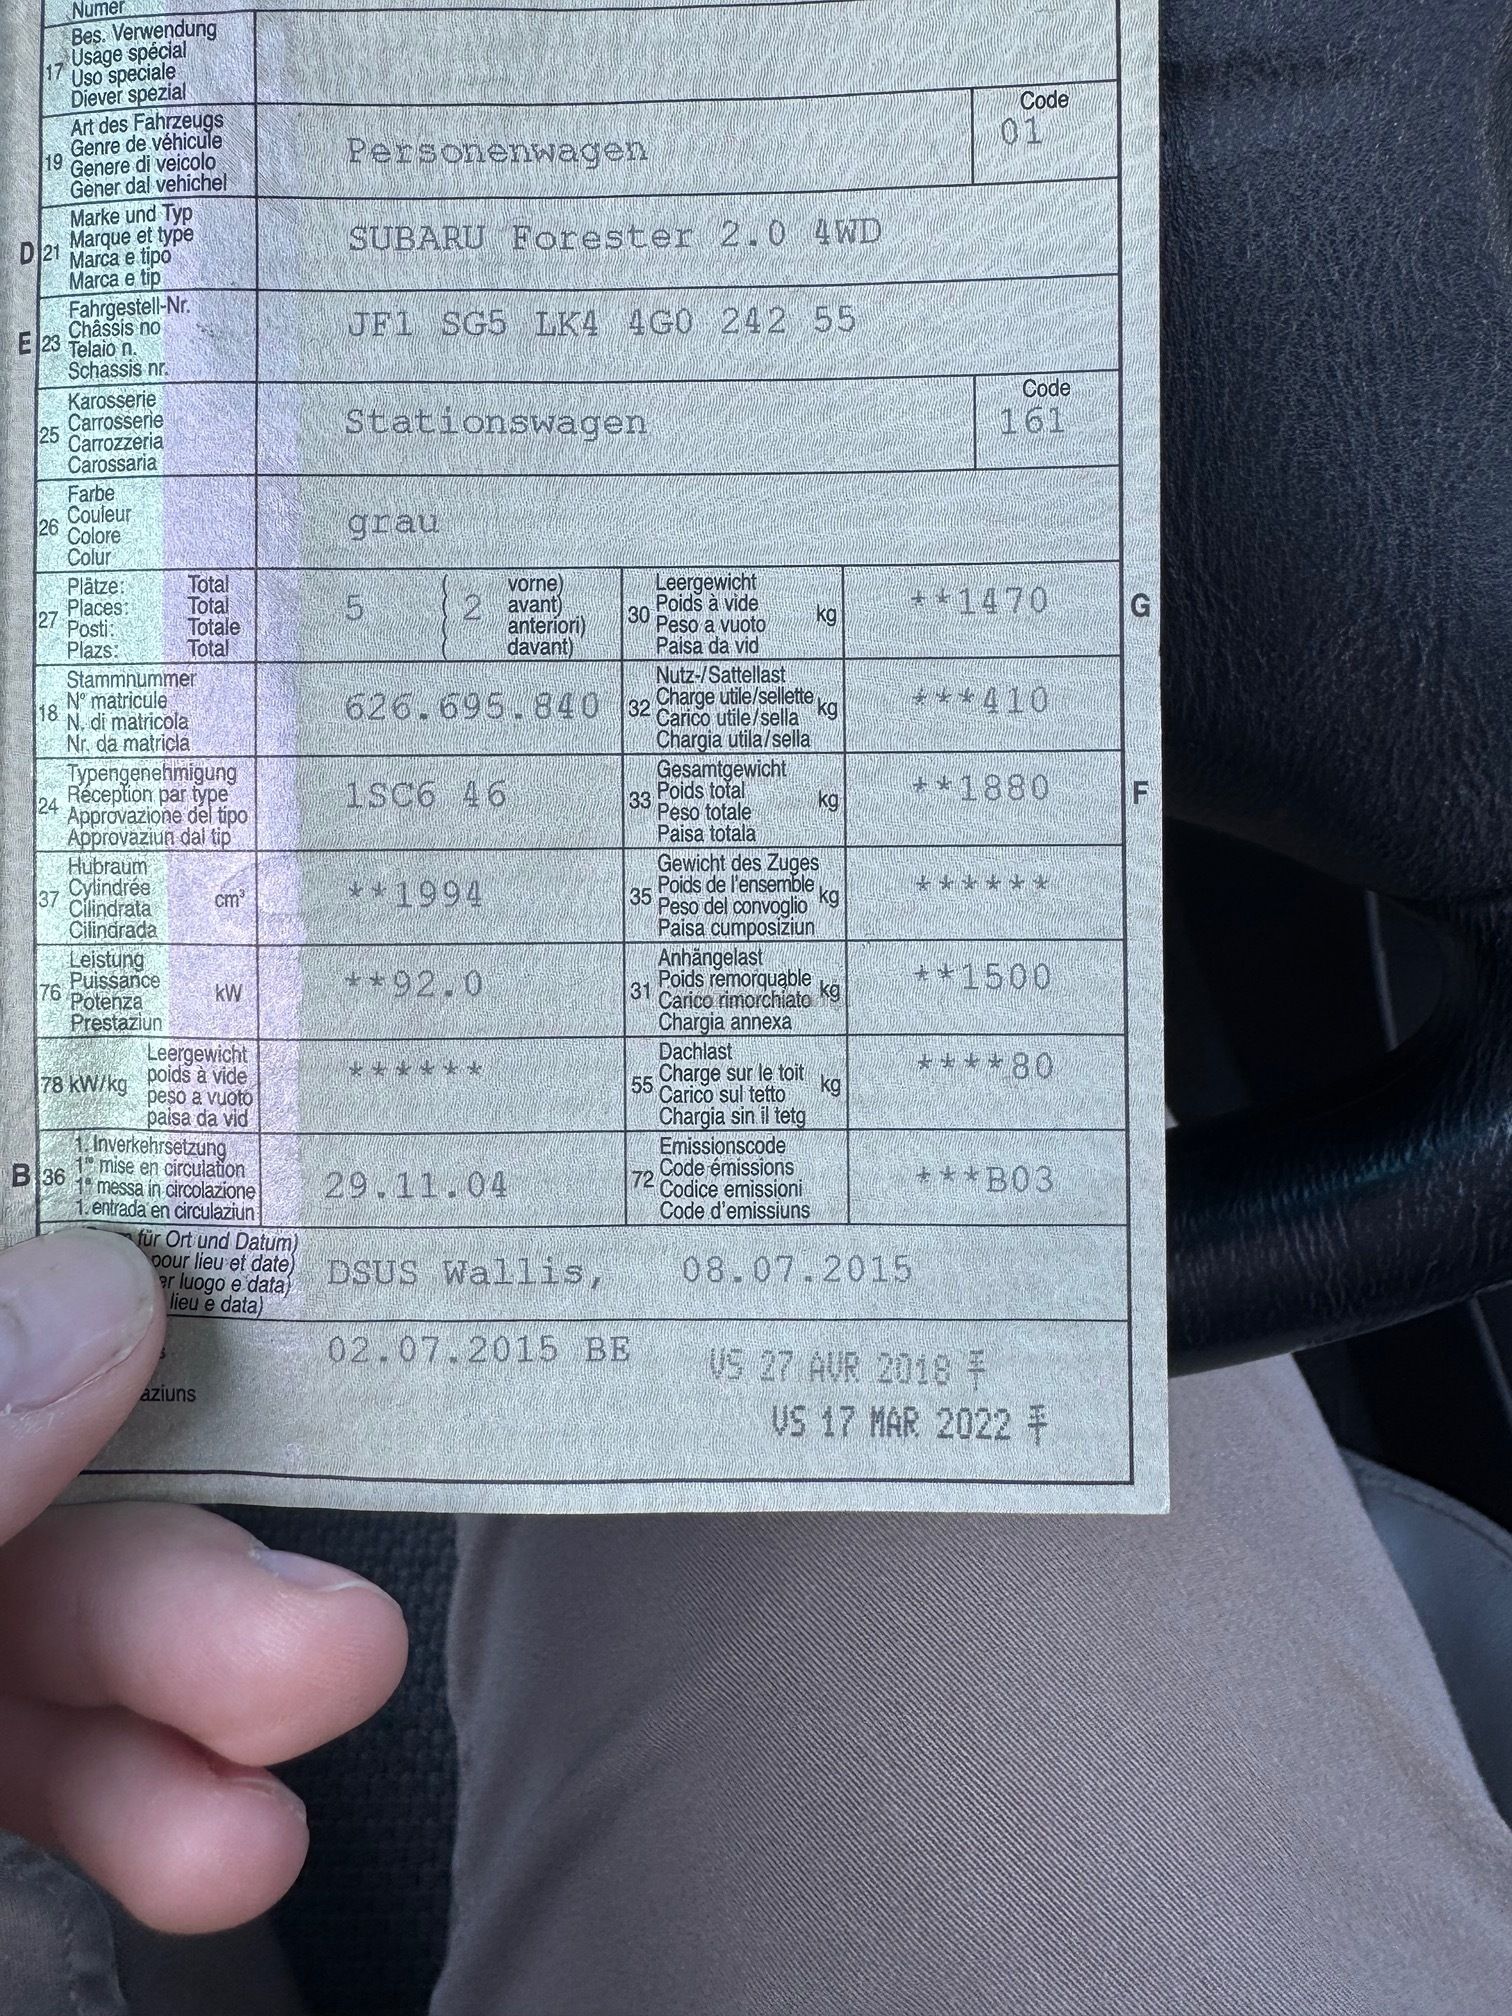 Numer
17 Bes. Verwendung
Usage spécial
Uso speciale
Diever spezial
19 Art des Fahrzeugs
Genre de véhicule
Genere di veicolo
Gener dal vehichel
Personenwagen
Code
01
D 21 Marke und Typ
Marque et type
Marca e tipo
Marca e tip
SUBARU Forester 2.0 4WD
E 23 Fahrgestell-Nr.
Châssis no
Telaio n.
Schassis nr.
JF1 SG5 LK4 4G0 242 55
25 Karosserie
Carrosserie
Carrozzeria
Carossaria
Stationswagen
Code
161
26 Farbe
Couleur
Colore
Colur
grau
27 Plätze: Total
Places: Total
Posti: Totale
Plazs: Total
5 ( 2 vorne)
( avant)
( anteriori)
( davant)
30 Leergewicht
Poids à vide kg
Peso a vuoto
Paisa da vid
**1470 G
18 Stammnummer
N° matricule
N. di matricola
Nr. da matricla
626.695.840
32 Nutz-/Sattellast
Charge utile/sellette kg
Carico utile/sella
Chargia utila/sella
***410
24 Typengenehmigung
Réception par type
Approvazione del tipo
Approvaziun dal tip
1SC6 46
33 Gesamtgewicht
Poids total kg
Peso totale
Paisa totala
**1880 F
37 Hubraum
Cylindrée cm³
Cilindrata
Cilindrada
**1994
35 Gewicht des Zuges
Poids de l'ensemble kg
Peso del convoglio
Paisa cumposiziun
******
76 Leistung
Puissance kW
Potenza
Prestaziun
**92.0
31 Anhängelast
Poids remorquable kg
Carico rimorchiato
Chargia annexa
**1500
78 kW/kg Leergewicht
poids à vide
peso a vuoto
paisa da vid
******
55 Dachlast
Charge sur le toit kg
Carico sul tetto
Chargia sin il tetg
****80
B 36 1. Inverkehrsetzung
1re mise en circulation
1a messa in circolazione
1. entrada en circulaziun
29.11.04
72 Emissionscode
Code émissions
Codice emissioni
Code d'emissiuns
***B03
für Ort und Datum)
pour lieu et date)
er luogo e data)
lieu e data)
DSUS Wallis, 08.07.2015
aziuns
02.07.2015 BE
VS 27 AVR 2018
VS 17 MAR 2022